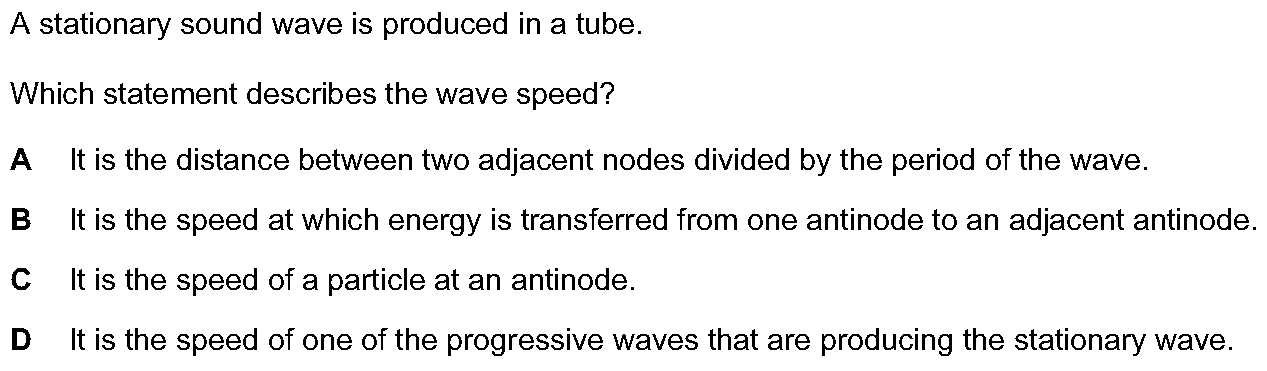 A stationary sound wave is produced in a tube.
Which statement describes the wave speed?
A It is the distance between two adjacent nodes divided by the period of the wave.
B It is the speed at which energy is transferred from one antinode to an adjacent antinode.
C It is the speed of a particle at an antinode.
D It is the speed of one of the progressive waves that are producing the stationary wave.